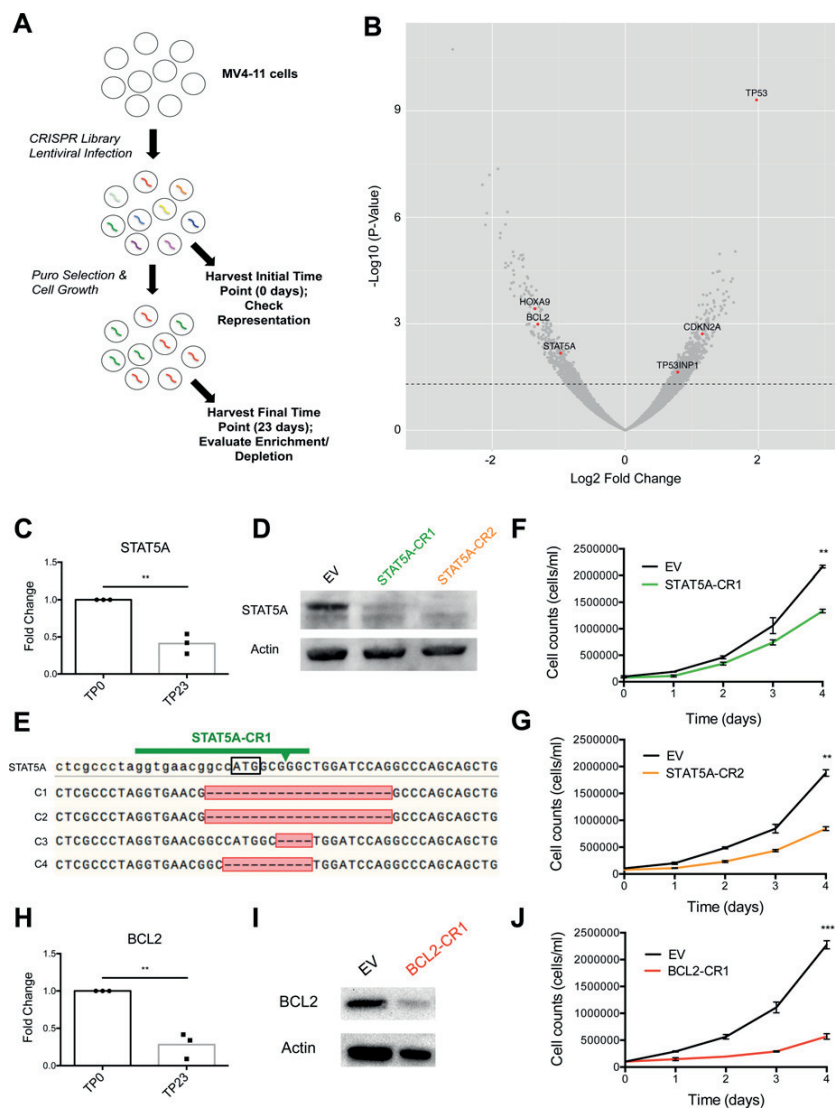 A
MV4-11 cells
CRISPR Library
Lentiviral Infection
Puro Selection &
Cell Growth
Harvest Initial Time
Point (0 days);
Check
Representation
Harvest Final Time
Point (23 days);
Evaluate Enrichment/
Depletion
B
-Log10 (P-Value)
9
6
3
0
TP53
HOXA9
BCL2
STAT5A
CDKN2A
TP53INP1
-2
0
2
Log2 Fold Change
C
STAT5A
Fold Change
1.5
1.0
0.5
0.0
**
TP0
TP23
D
EV
STAT5A-CR1
STAT5A-CR2
STAT5A
Actin
E
STAT5A-CR1
STAT5A ctcgccctaggtgaacggccATGGCGGGCTGGATCCAGGCCCAGCAGCTG
C1 CTCGCCCTAGGTGAACG---------------------GCCCAGCAGCTG
C2 CTCGCCCTAGGTGAACG---------------------GCCCAGCAGCTG
C3 CTCGCCCTAGGTGAACGGCCATGGC----TGGATCCAGGCCCAGCAGCTG
C4 CTCGCCCTAGGTGAACGGC----------TGGATCCAGGCCCAGCAGCTG
F
Cell counts (cells/ml)
2500000
2000000
1500000
1000000
500000
0
EV
STAT5A-CR1
**
0 1 2 3 4
Time (days)
G
Cell counts (cells/ml)
2500000
2000000
1500000
1000000
500000
0
EV
STAT5A-CR2
**
0 1 2 3 4
Time (days)
H
BCL2
Fold Change
1.5
1.0
0.5
0.0
**
TP0
TP23
I
EV
BCL2-CR1
BCL2
Actin
J
Cell counts (cells/ml)
2500000
2000000
1500000
1000000
500000
0
EV
BCL2-CR1
***
0 1 2 3 4
Time (days)